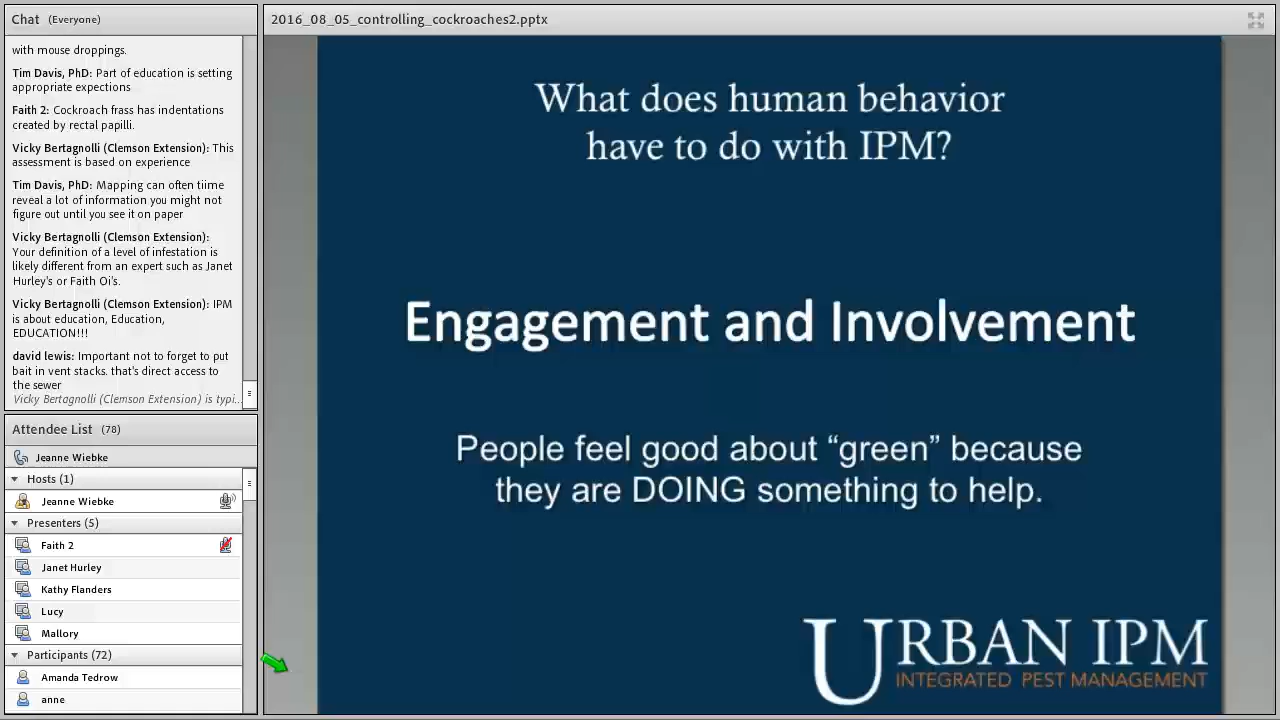 Chat (Everyone)
with mouse droppings.
Tim Davis, PhD: Part of education is setting
appropriate expections
Faith 2: Cockroach frass has indentations
created by rectal papilli.
Vicky Bertagnolli (Clemson Extension): This
assessment is based on experience
Tim Davis, PhD: Mapping can often tiime
reveal a lot of information you might not
figure out until you see it on paper
Vicky Bertagnolli (Clemson Extension):
Your definition of a level of infestation is
likely different from an expert such as Janet
Hurley's or Faith Oi's.
Vicky Bertagnolli (Clemson Extension): IPM
is about education, Education,
EDUCATION!!!
david lewis: Important not to forget to put
bait in vent stacks. that's direct access to
the sewer
Vicky Bertagnolli (Clemson Extension) is typi...
Attendee List (78)
Jeanne Wiebke
Hosts (1)
Jeanne Wiebke
Presenters (5)
Faith 2
Janet Hurley
Kathy Flanders
Lucy
Mallory
Participants (72)
Amanda Tedrow
anne
2016_08_05_controlling_cockroaches2.pptx
What does human behavior
have to do with IPM?
Engagement and Involvement
People feel good about “green” because
they are DOING something to help.
URBAN IPM
INTEGRATED PEST MANAGEMENT